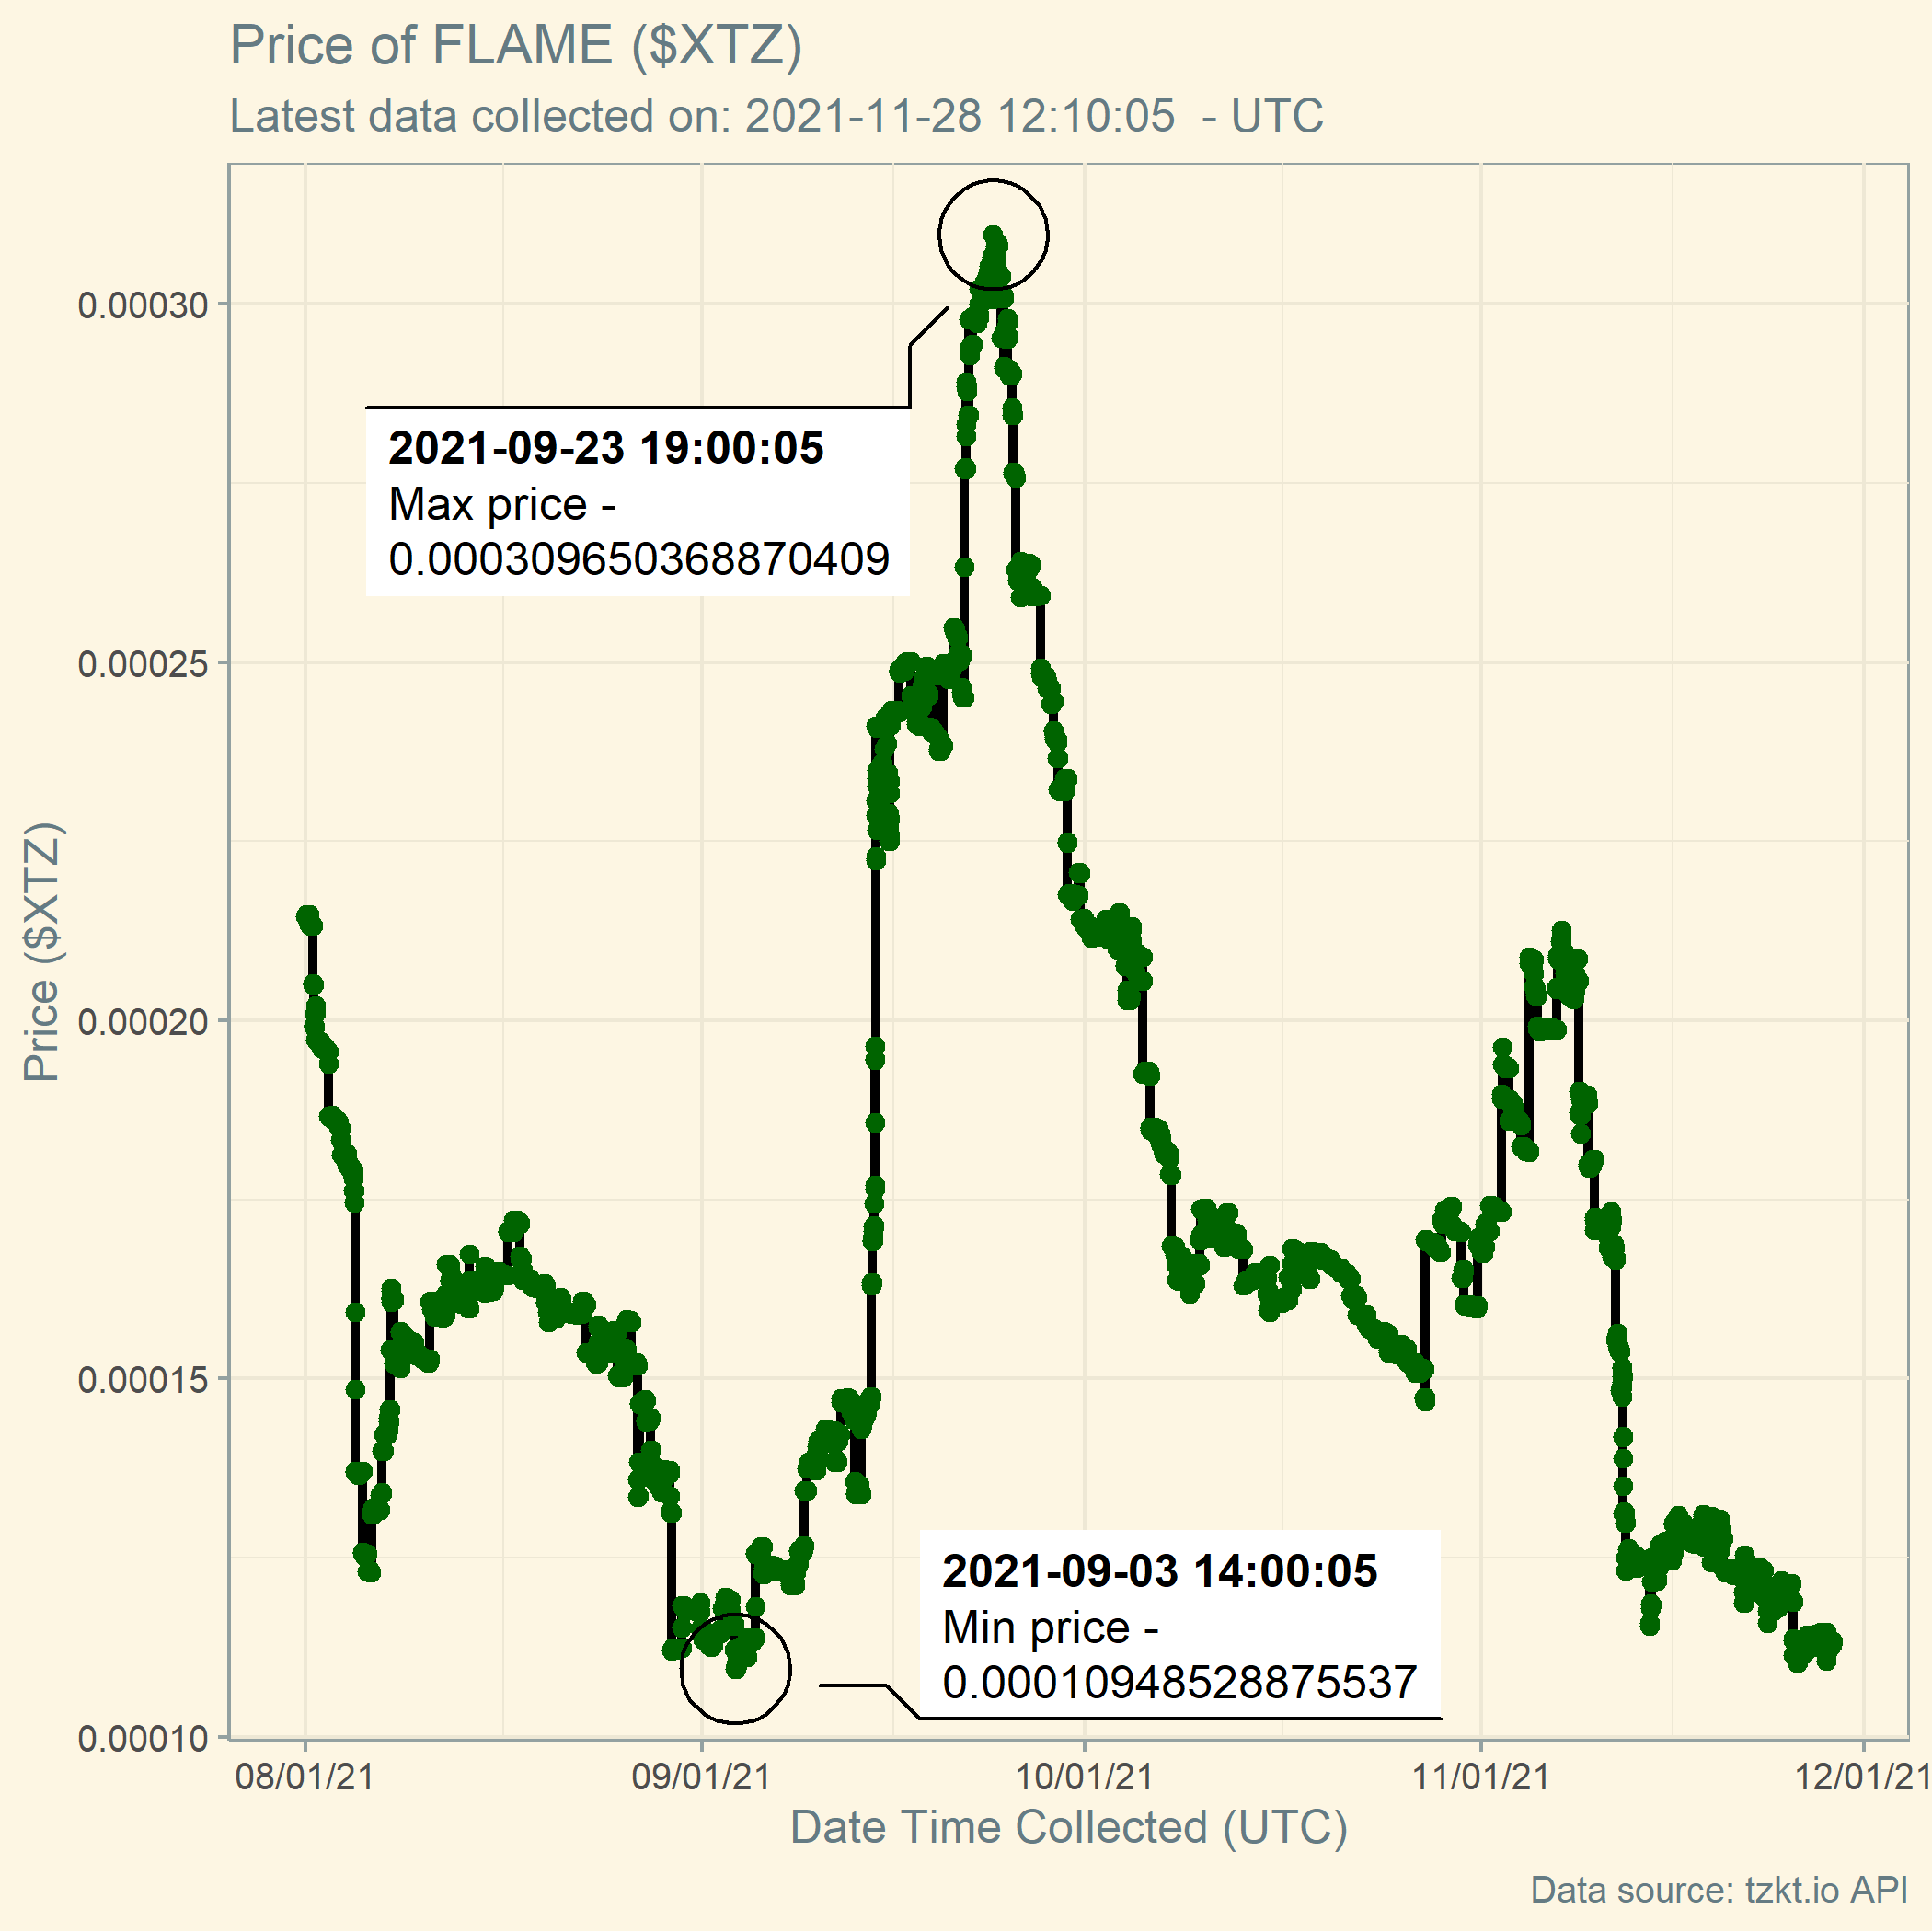 Price of FLAME ($XTZ)
Latest data collected on: 2021-11-28 12:10:05  - UTC
0.00030
0.00025
0.00020
0.00015
0.00010
Price ($XTZ)
2021-09-23 19:00:05
Max price -
0.000309650368870409
2021-09-03 14:00:05
Min price -
0.00010948528875537
08/01/21
09/01/21
10/01/21
11/01/21
12/01/21
Date Time Collected (UTC)
Data source: tzkt.io API